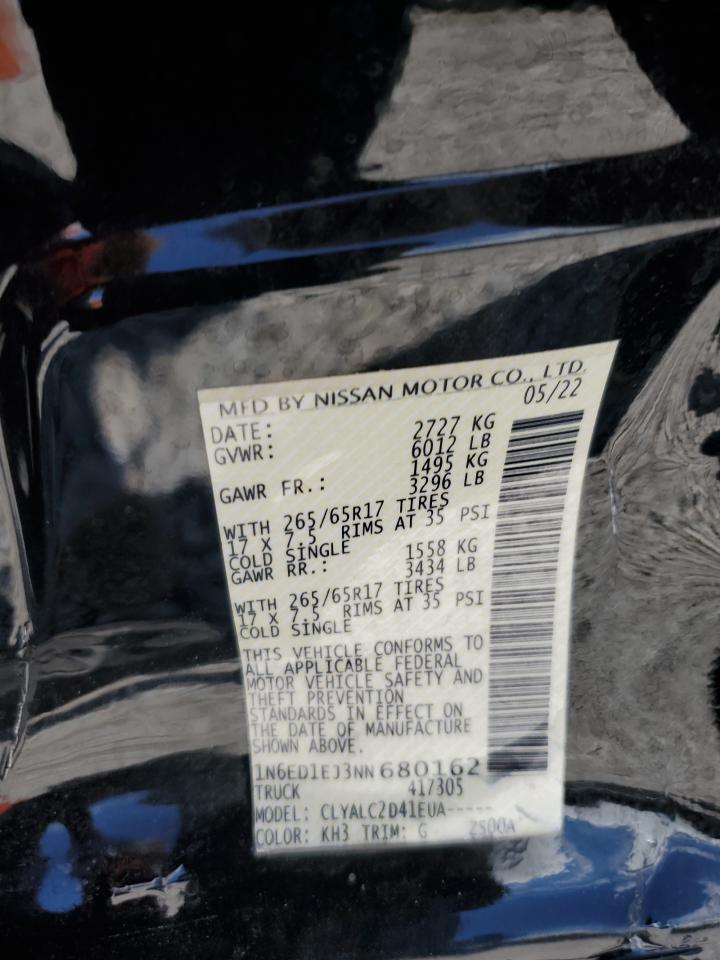 MFD BY NISSAN MOTOR CO., LTD.
DATE: 05/22
GVWR: 2727 KG
6012 LB
GAWR FR.: 1495 KG
3296 LB
WITH 265/65R17 TIRES
17 X 7.5 RIMS AT 35 PSI
COLD SINGLE
GAWR RR.: 1558 KG
3434 LB
WITH 265/65R17 TIRES
17 X 7.5 RIMS AT 35 PSI
COLD SINGLE
THIS VEHICLE CONFORMS TO
ALL APPLICABLE FEDERAL
MOTOR VEHICLE SAFETY AND
THEFT PREVENTION
STANDARDS IN EFFECT ON
THE DATE OF MANUFACTURE
SHOWN ABOVE.
1N6ED1EJ3NN680162
TRUCK 417305
MODEL: CLYALC2D41EUA-----
COLOR: KH3 TRIM: G 2500A